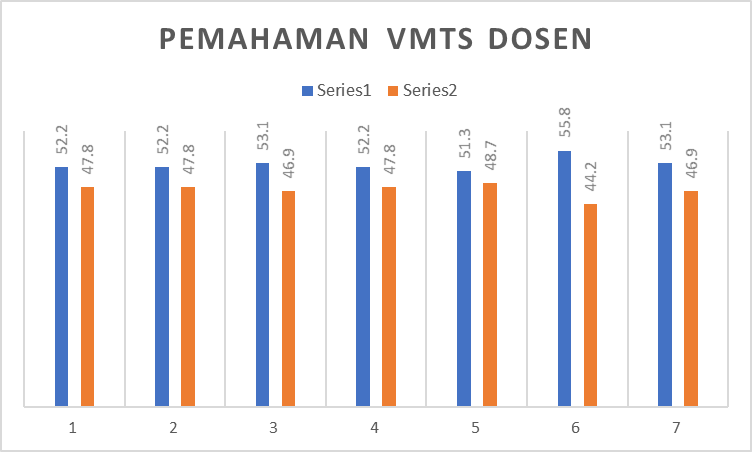 PEMAHAMAN VMTS DOSEN
Series1 Series2
52.2 47.8 52.2 47.8 53.1 46.9 52.2 47.8 51.3 48.7 55.8 44.2 53.1 46.9
1 2 3 4 5 6 7